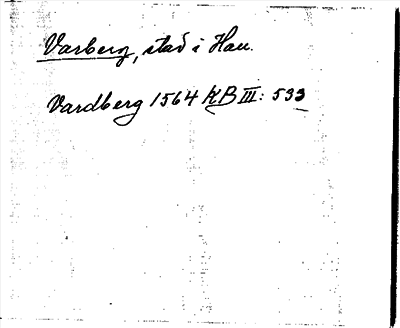 Varberg, stad i Hall.
Vardberg 1564 KB III: 533